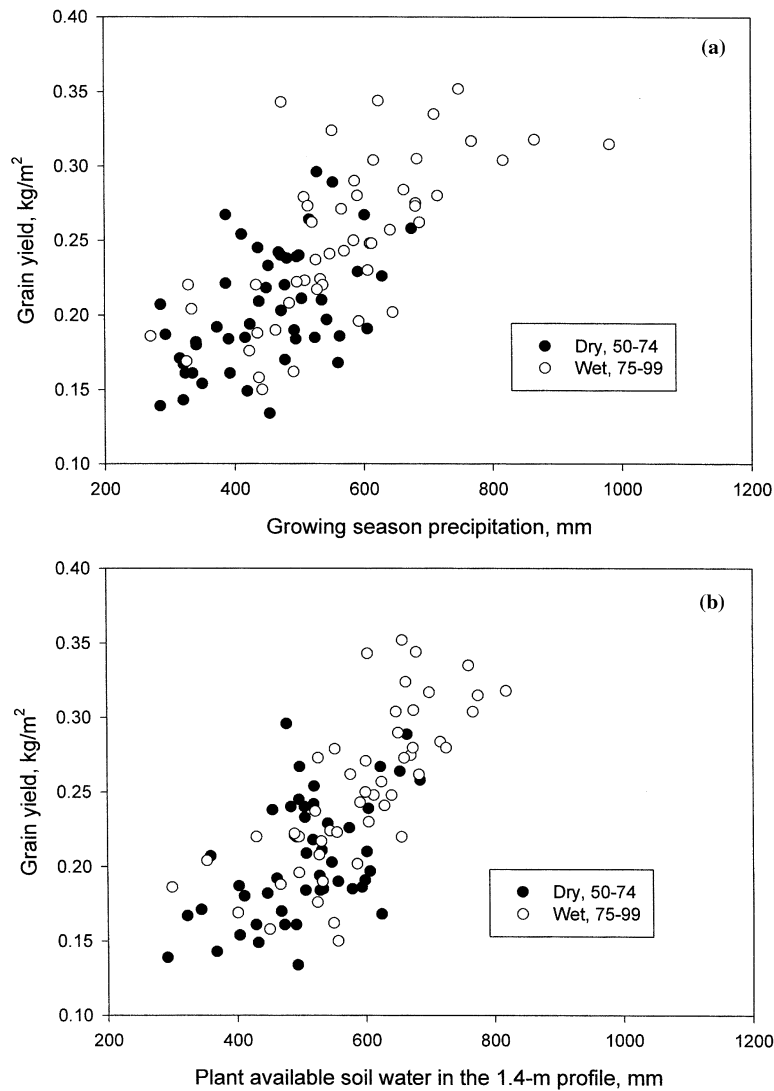 0.40
(a)
0.35
0.30
0.25
0.20
0.15
0.10
Grain yield, kg/m²
Dry, 50-74
Wet, 75-99
200 400 600 800 1000 1200
Growing season precipitation, mm
0.40
(b)
0.35
0.30
0.25
0.20
0.15
0.10
Grain yield, kg/m²
Dry, 50-74
Wet, 75-99
200 400 600 800 1000 1200
Plant available soil water in the 1.4-m profile, mm